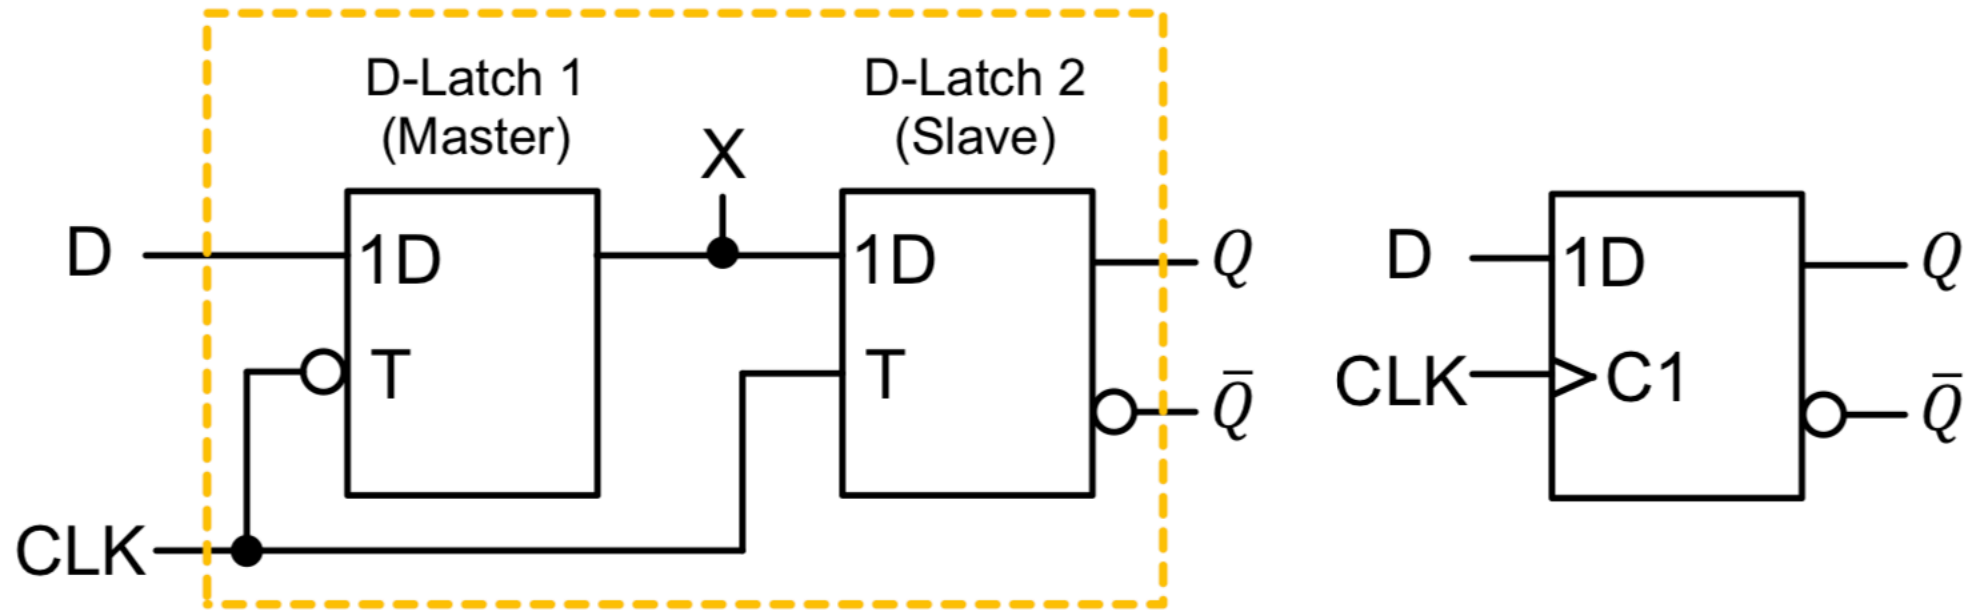 D-Latch 1
(Master)
D-Latch 2
(Slave)
X
D
1D
T
1D
T
Q
Q̅
CLK
D
CLK
1D
C1
Q
Q̅